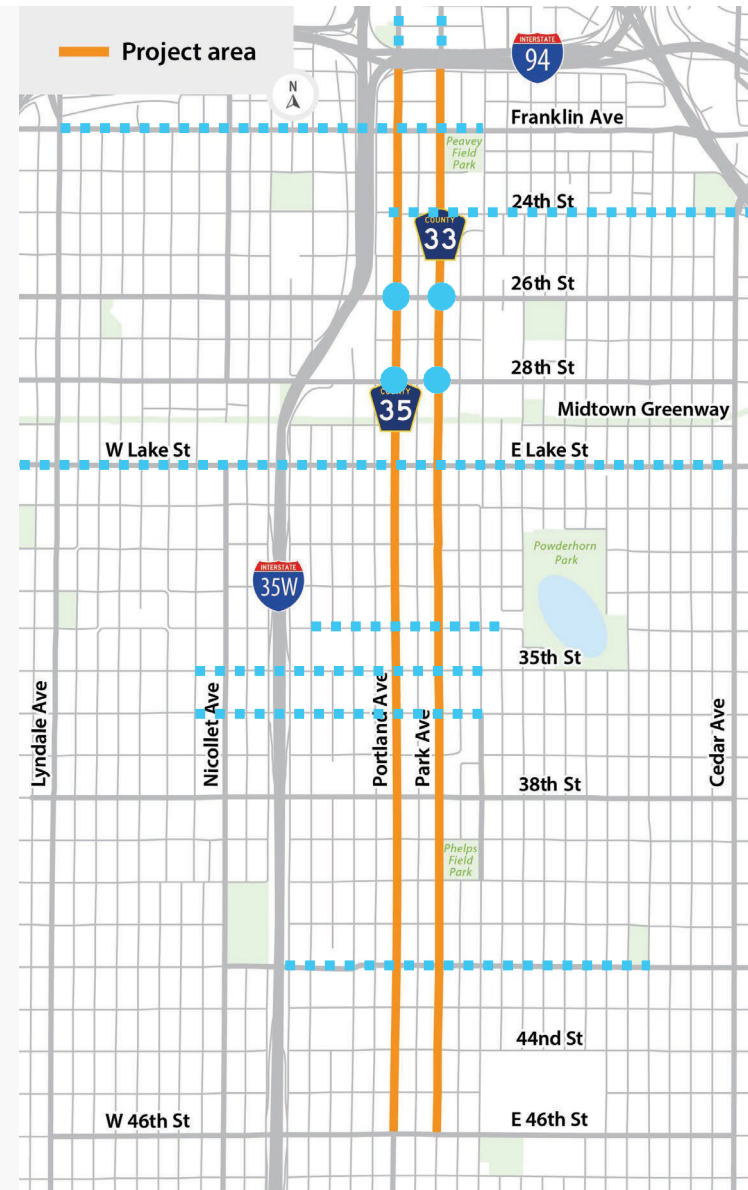 Project area
N
INTERSTATE
94
Franklin Ave
Peavey
Field
Park
24th St
COUNTY
33
26th St
28th St
COUNTY
35
Midtown Greenway
W Lake St
E Lake St
Powderhorn
Park
INTERSTATE
35W
35th St
Lyndale Ave
Nicollet Ave
Portland Ave
Park Ave
Cedar Ave
38th St
Phelps
Field
Park
44nd St
W 46th St
E 46th St